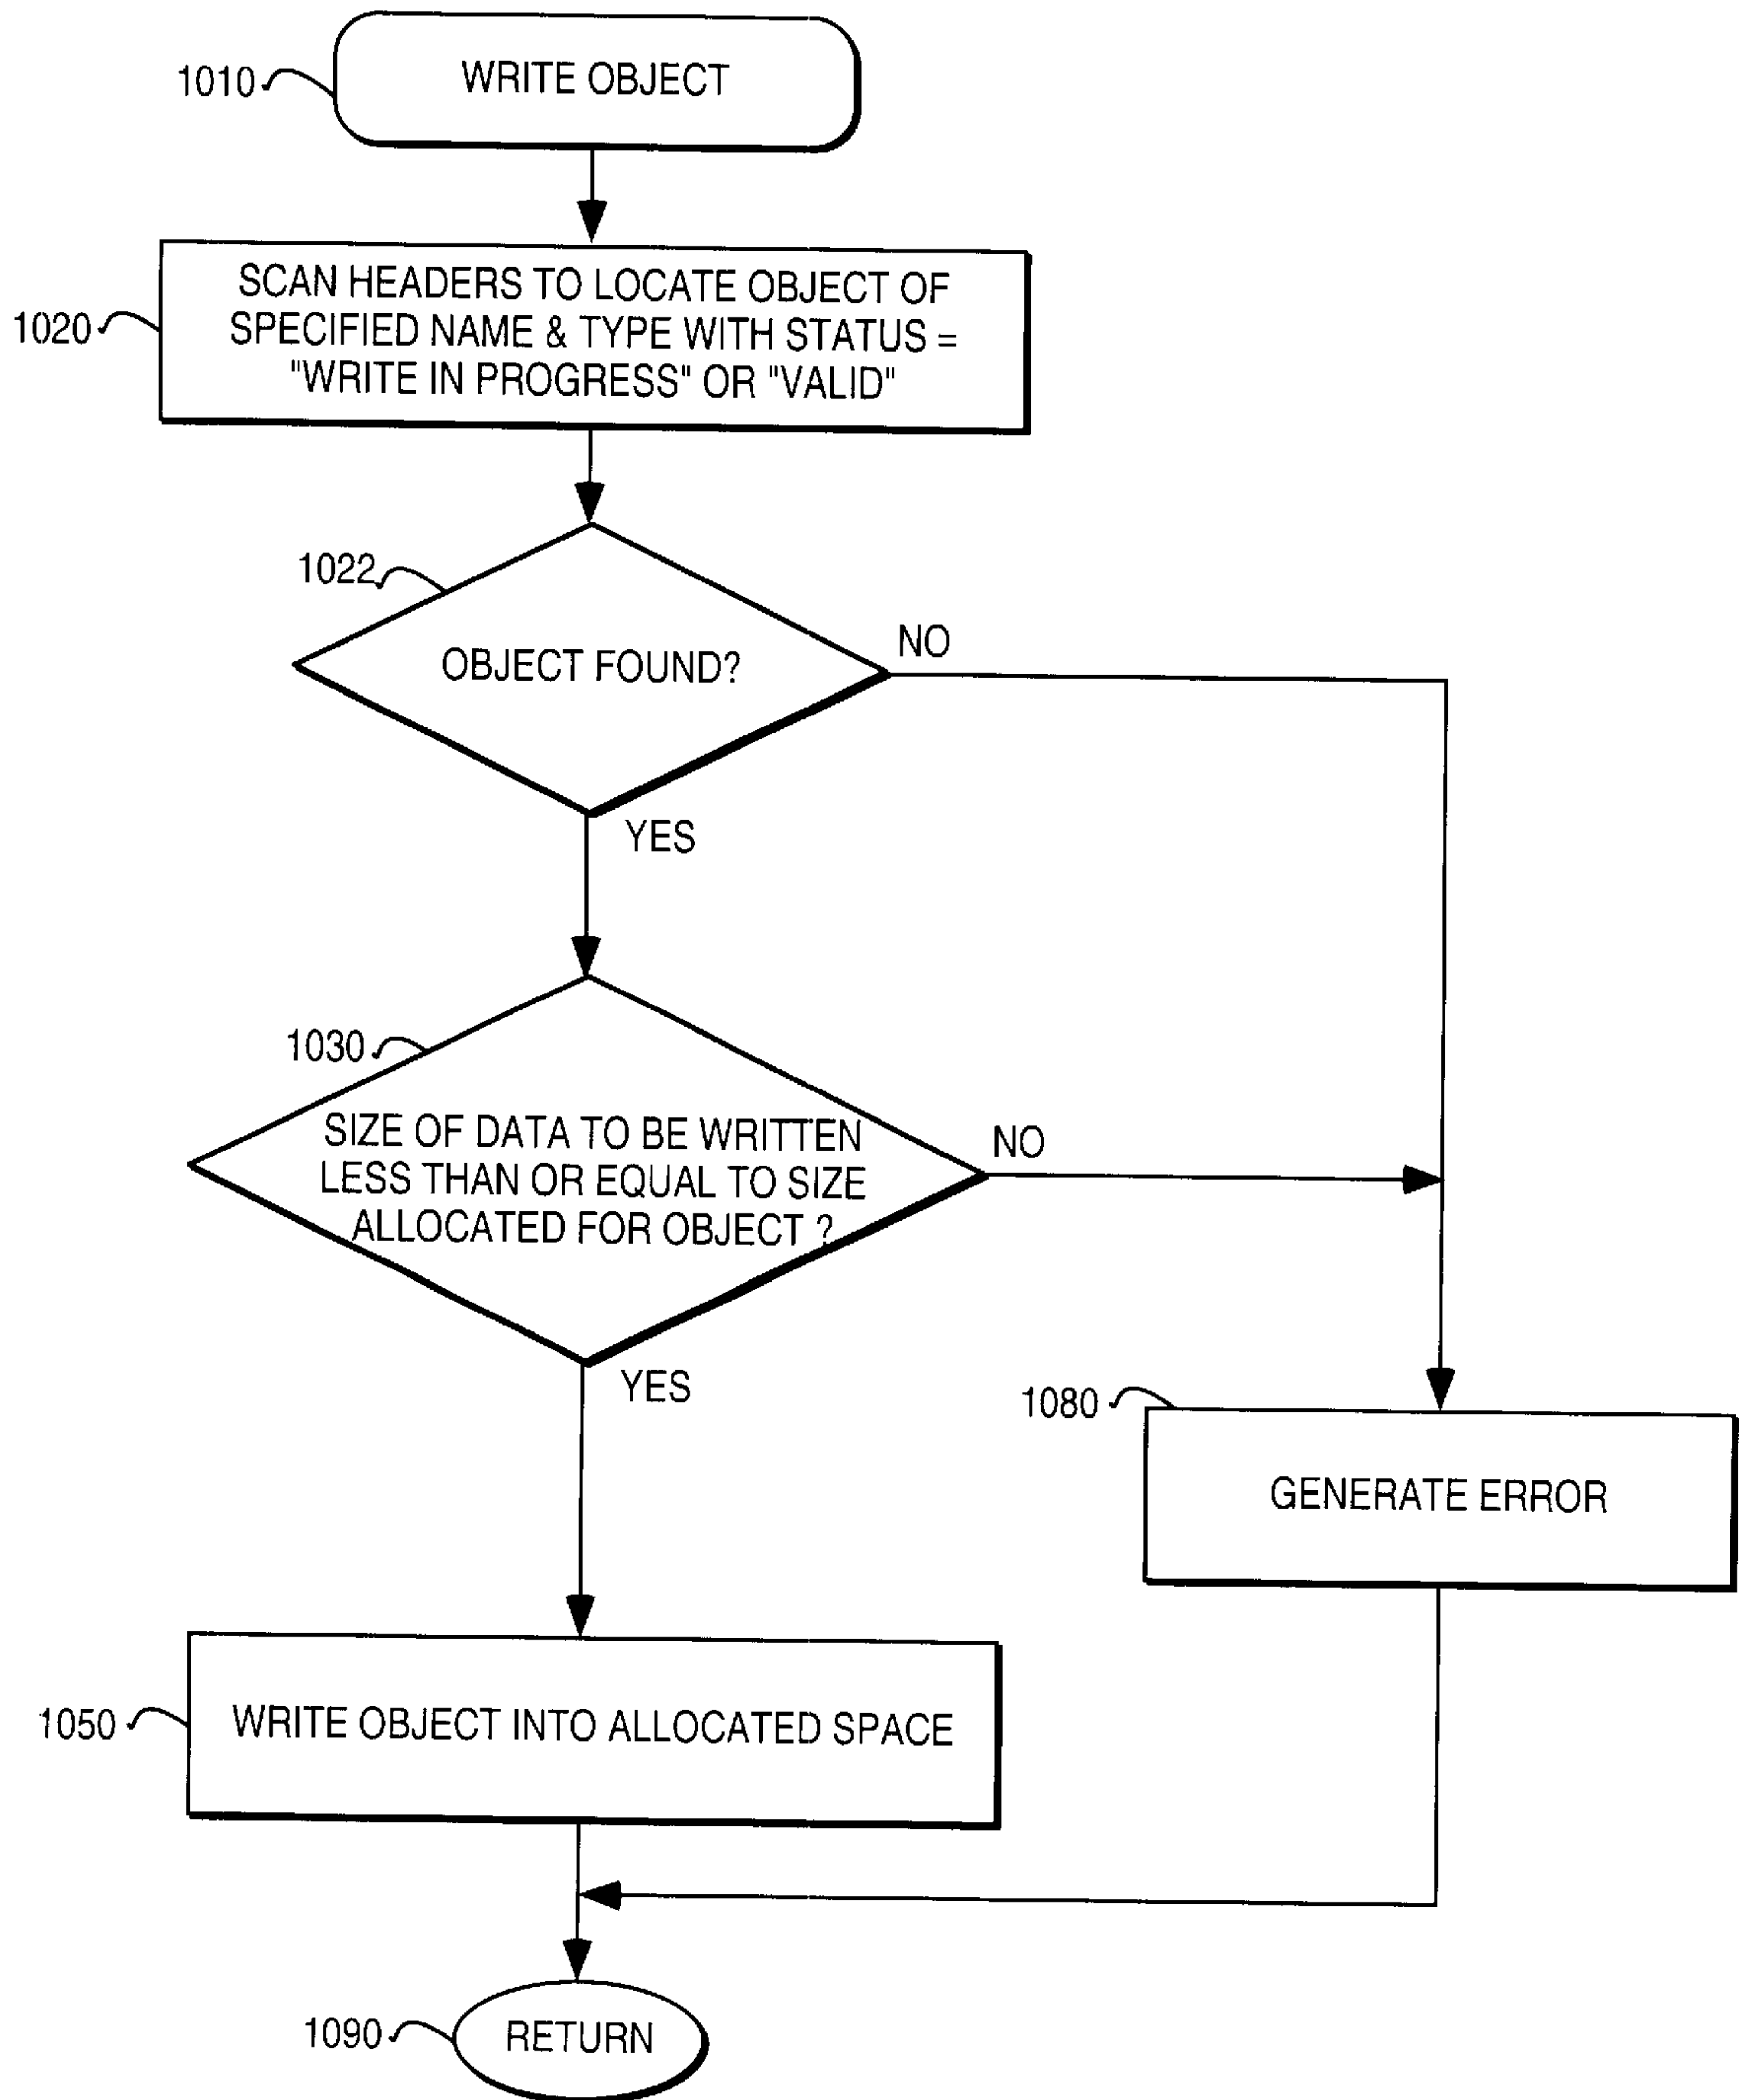 1010
WRITE OBJECT
1020
SCAN HEADERS TO LOCATE OBJECT OF
SPECIFIED NAME & TYPE WITH STATUS =
"WRITE IN PROGRESS" OR "VALID"
1022
OBJECT FOUND?
NO
YES
1030
SIZE OF DATA TO BE WRITTEN
LESS THAN OR EQUAL TO SIZE
ALLOCATED FOR OBJECT ?
NO
YES
1080
GENERATE ERROR
1050
WRITE OBJECT INTO ALLOCATED SPACE
1090
RETURN